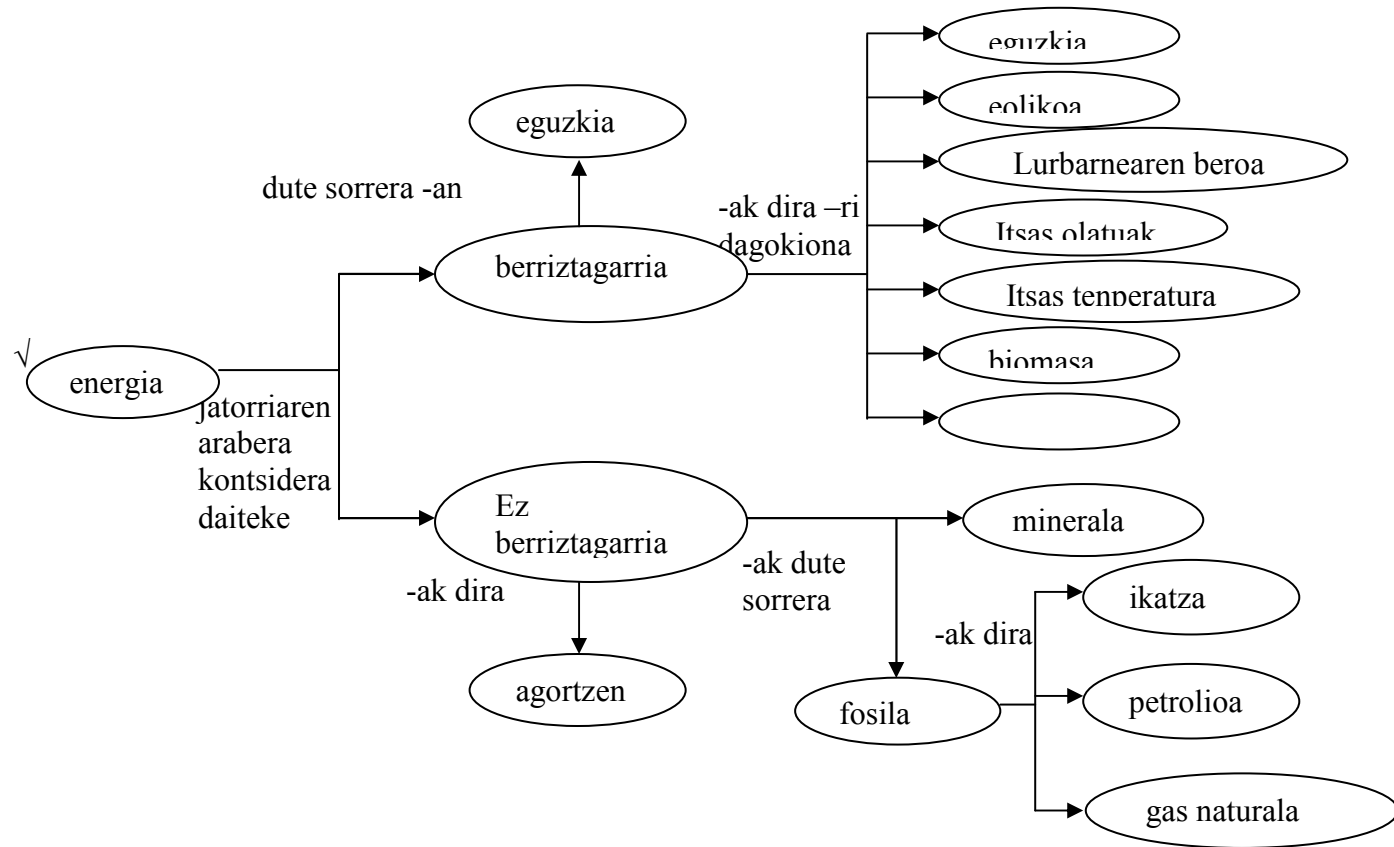 eguzkia
eolikoa
eguzkia
Lurbarnearen beroa
dute sorrera -an
-ak dira –ri
dagokiona
Itsas olatuak
berriztagarria
Itsas tenperatura
√
energia
biomasa
jatorriaren
arabera
kontsidera
daiteke
Ez
berriztagarria
minerala
-ak dira
-ak dute
sorrera
ikatza
-ak dira
agortzen
fosila
petrolioa
gas naturala